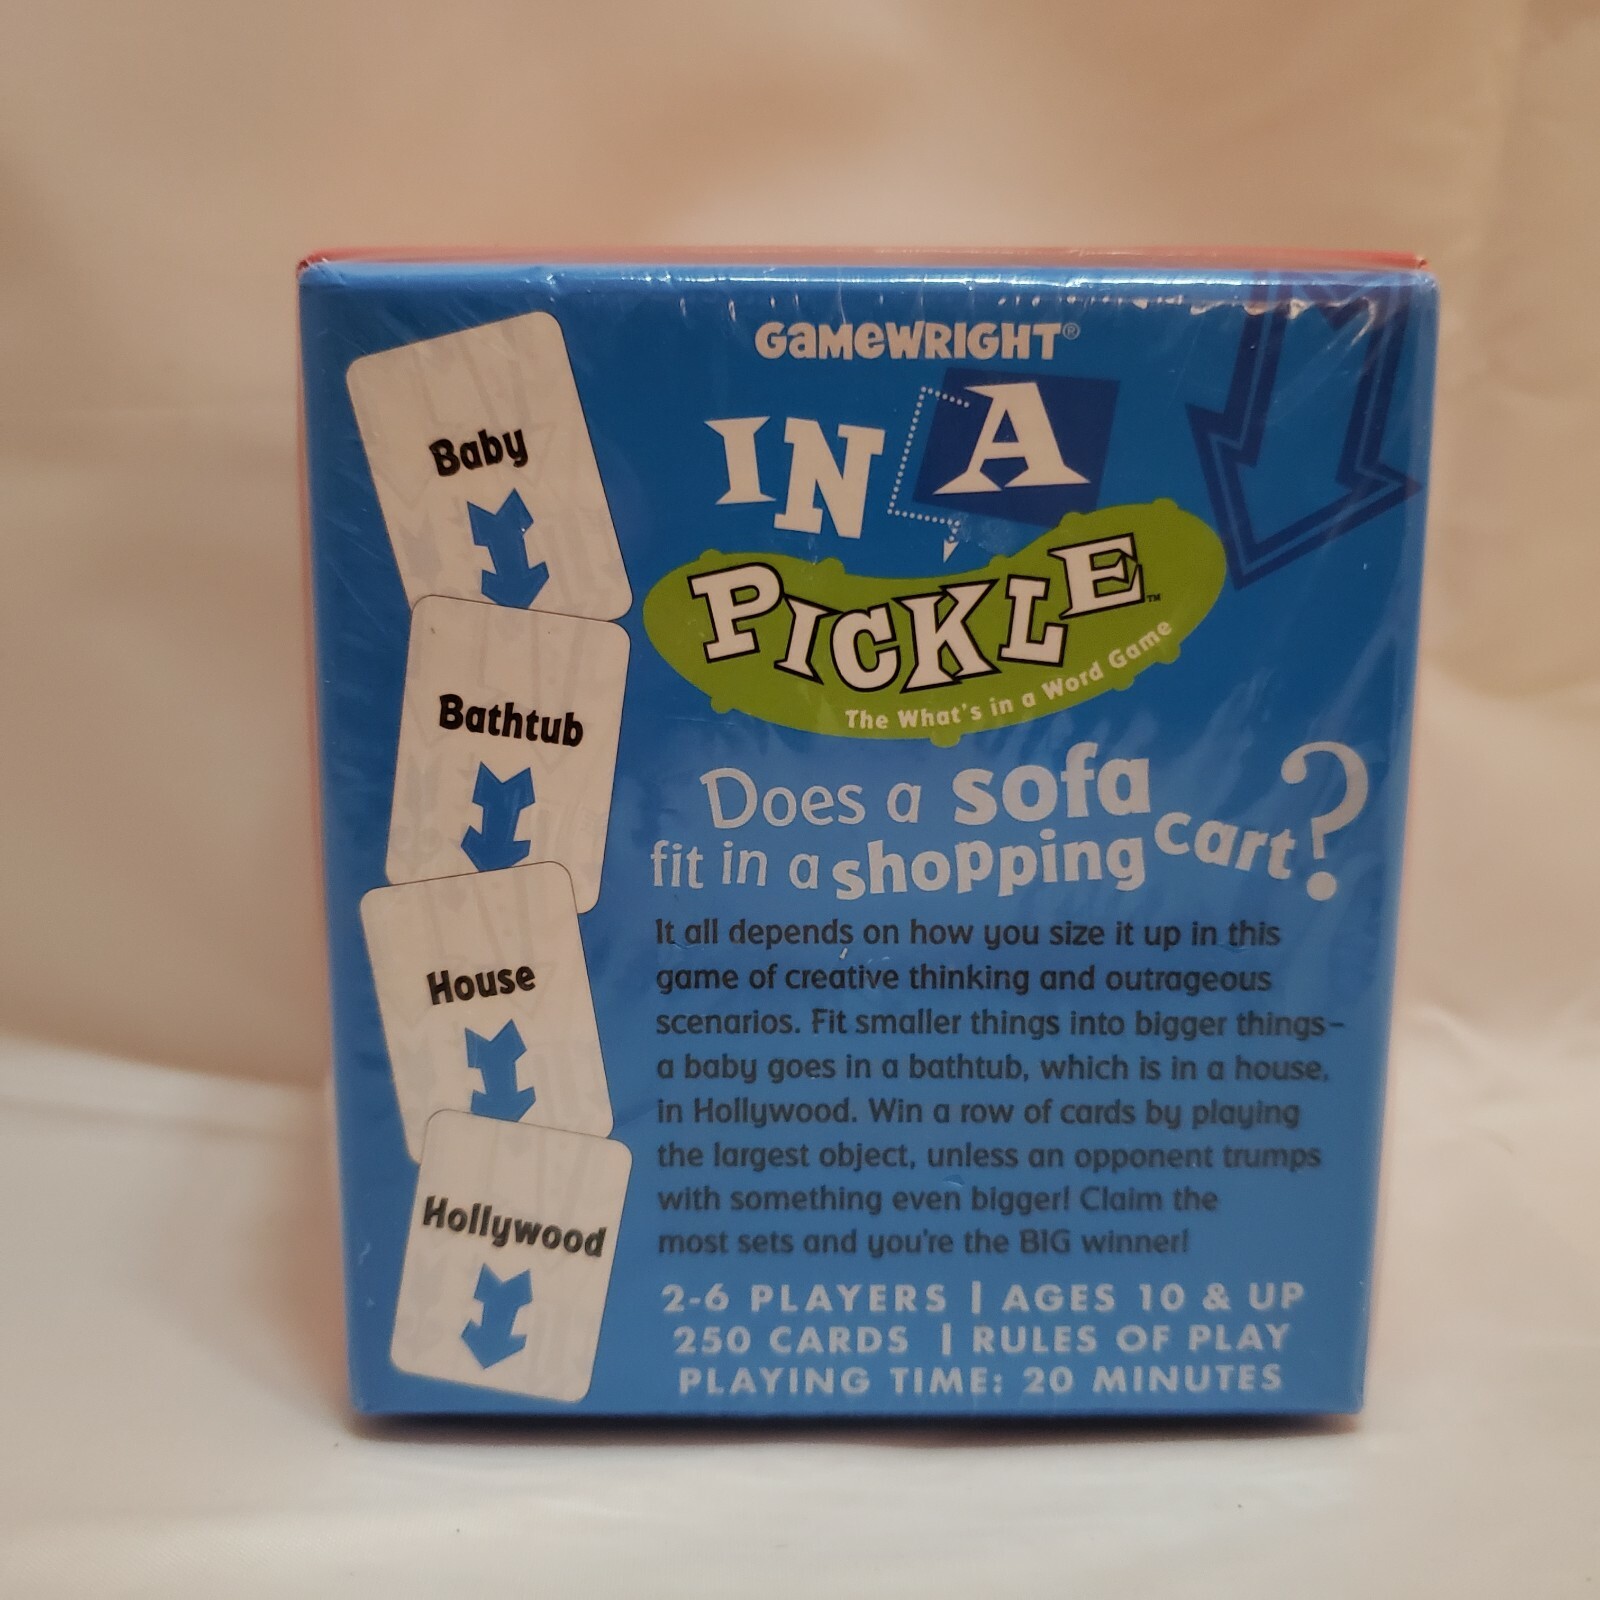 GAMEWRIGHT®
IN A
PICKLE™
The What's in a Word Game
Baby
Bathtub
House
Hollywood
Does a sofa
fit in a shopping cart?
It all depends on how you size it up in this
game of creative thinking and outrageous
scenarios. Fit smaller things into bigger things–
a baby goes in a bathtub, which is in a house,
in Hollywood. Win a row of cards by playing
the largest object, unless an opponent trumps
with something even bigger! Claim the
most sets and you're the BIG winner!
2-6 PLAYERS | AGES 10 & UP
250 CARDS | RULES OF PLAY
PLAYING TIME: 20 MINUTES